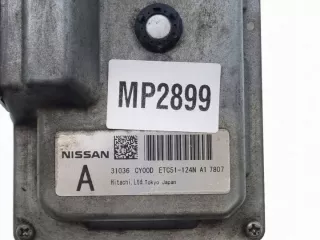 MP2899
NISSAN
A
31036 CY00D ETC51-124N A1 7807
Hitachi, Ltd. Tokyo Japan